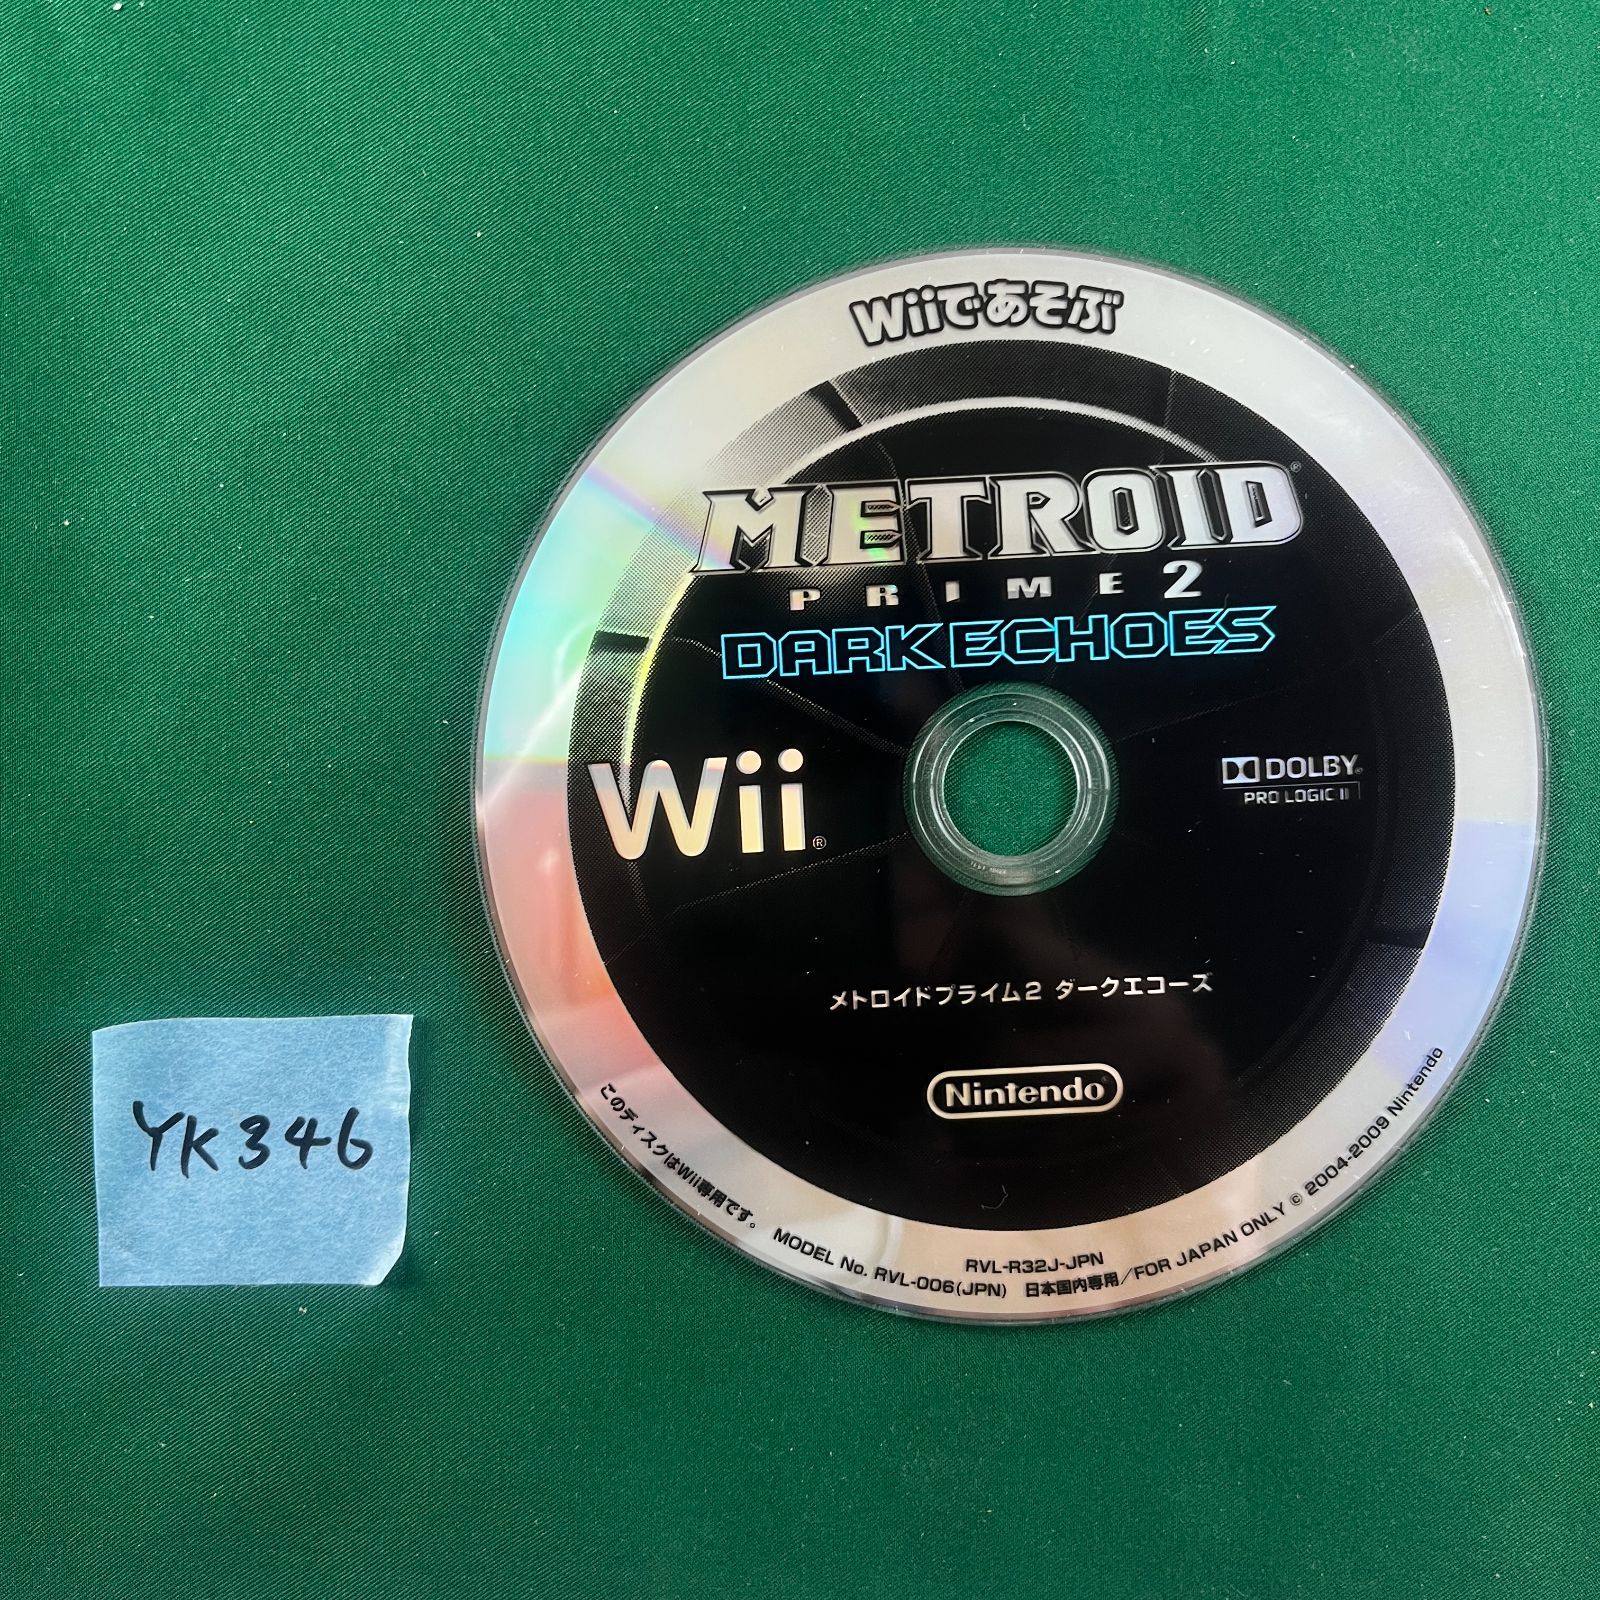 Wiiであそぶ
METROID®
PRIME 2
DARK ECHOES
Wii®
DOLBY®
PRO LOGIC II
メトロイドプライム2 ダークエコーズ
Nintendo®
YK346
このディスクはWii専用です。 MODEL No. RVL-006(JPN) 日本国内専用/FOR JAPAN ONLY © 2004-2009 Nintendo
RVL-R32J-JPN